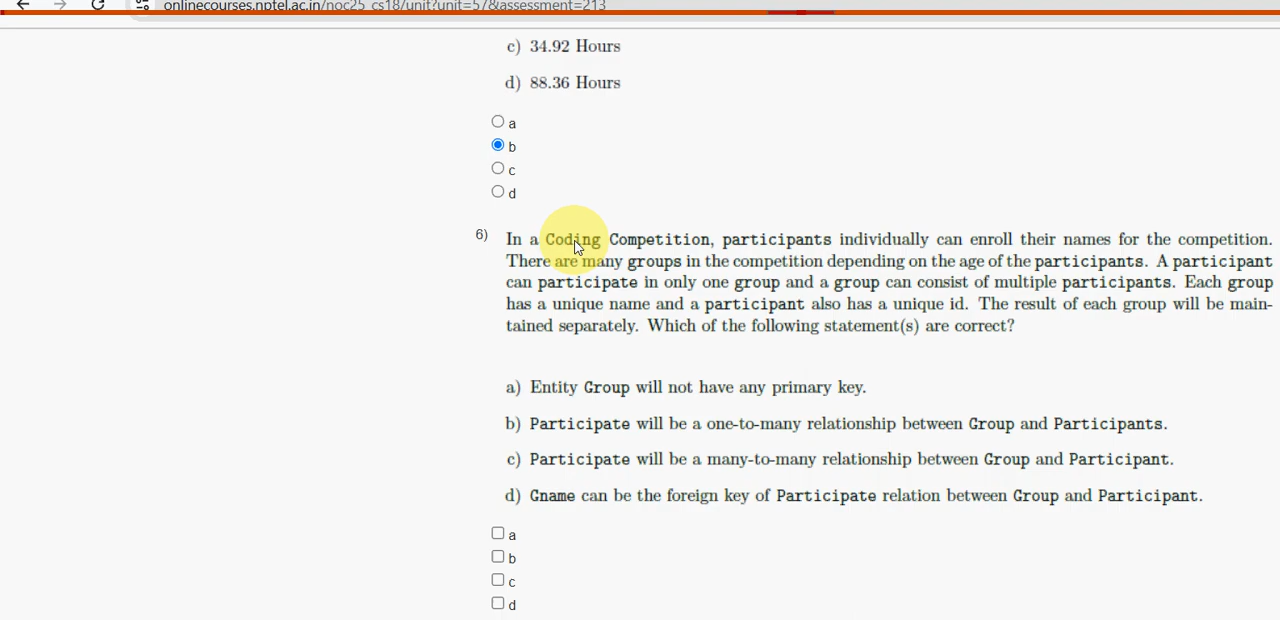 onlinecourses.nptel.ac.in/noc25_cs18/unit?unit=57&assessment=213
c) 34.92 Hours
d) 88.36 Hours
a
b
c
d
6) In a Coding Competition, participants individually can enroll their names for the competition.
There are many groups in the competition depending on the age of the participants. A participant
can participate in only one group and a group can consist of multiple participants. Each group
has a unique name and a participant also has a unique id. The result of each group will be main-
tained separately. Which of the following statement(s) are correct?
a) Entity Group will not have any primary key.
b) Participate will be a one-to-many relationship between Group and Participants.
c) Participate will be a many-to-many relationship between Group and Participant.
d) Gname can be the foreign key of Participate relation between Group and Participant.
a
b
c
d